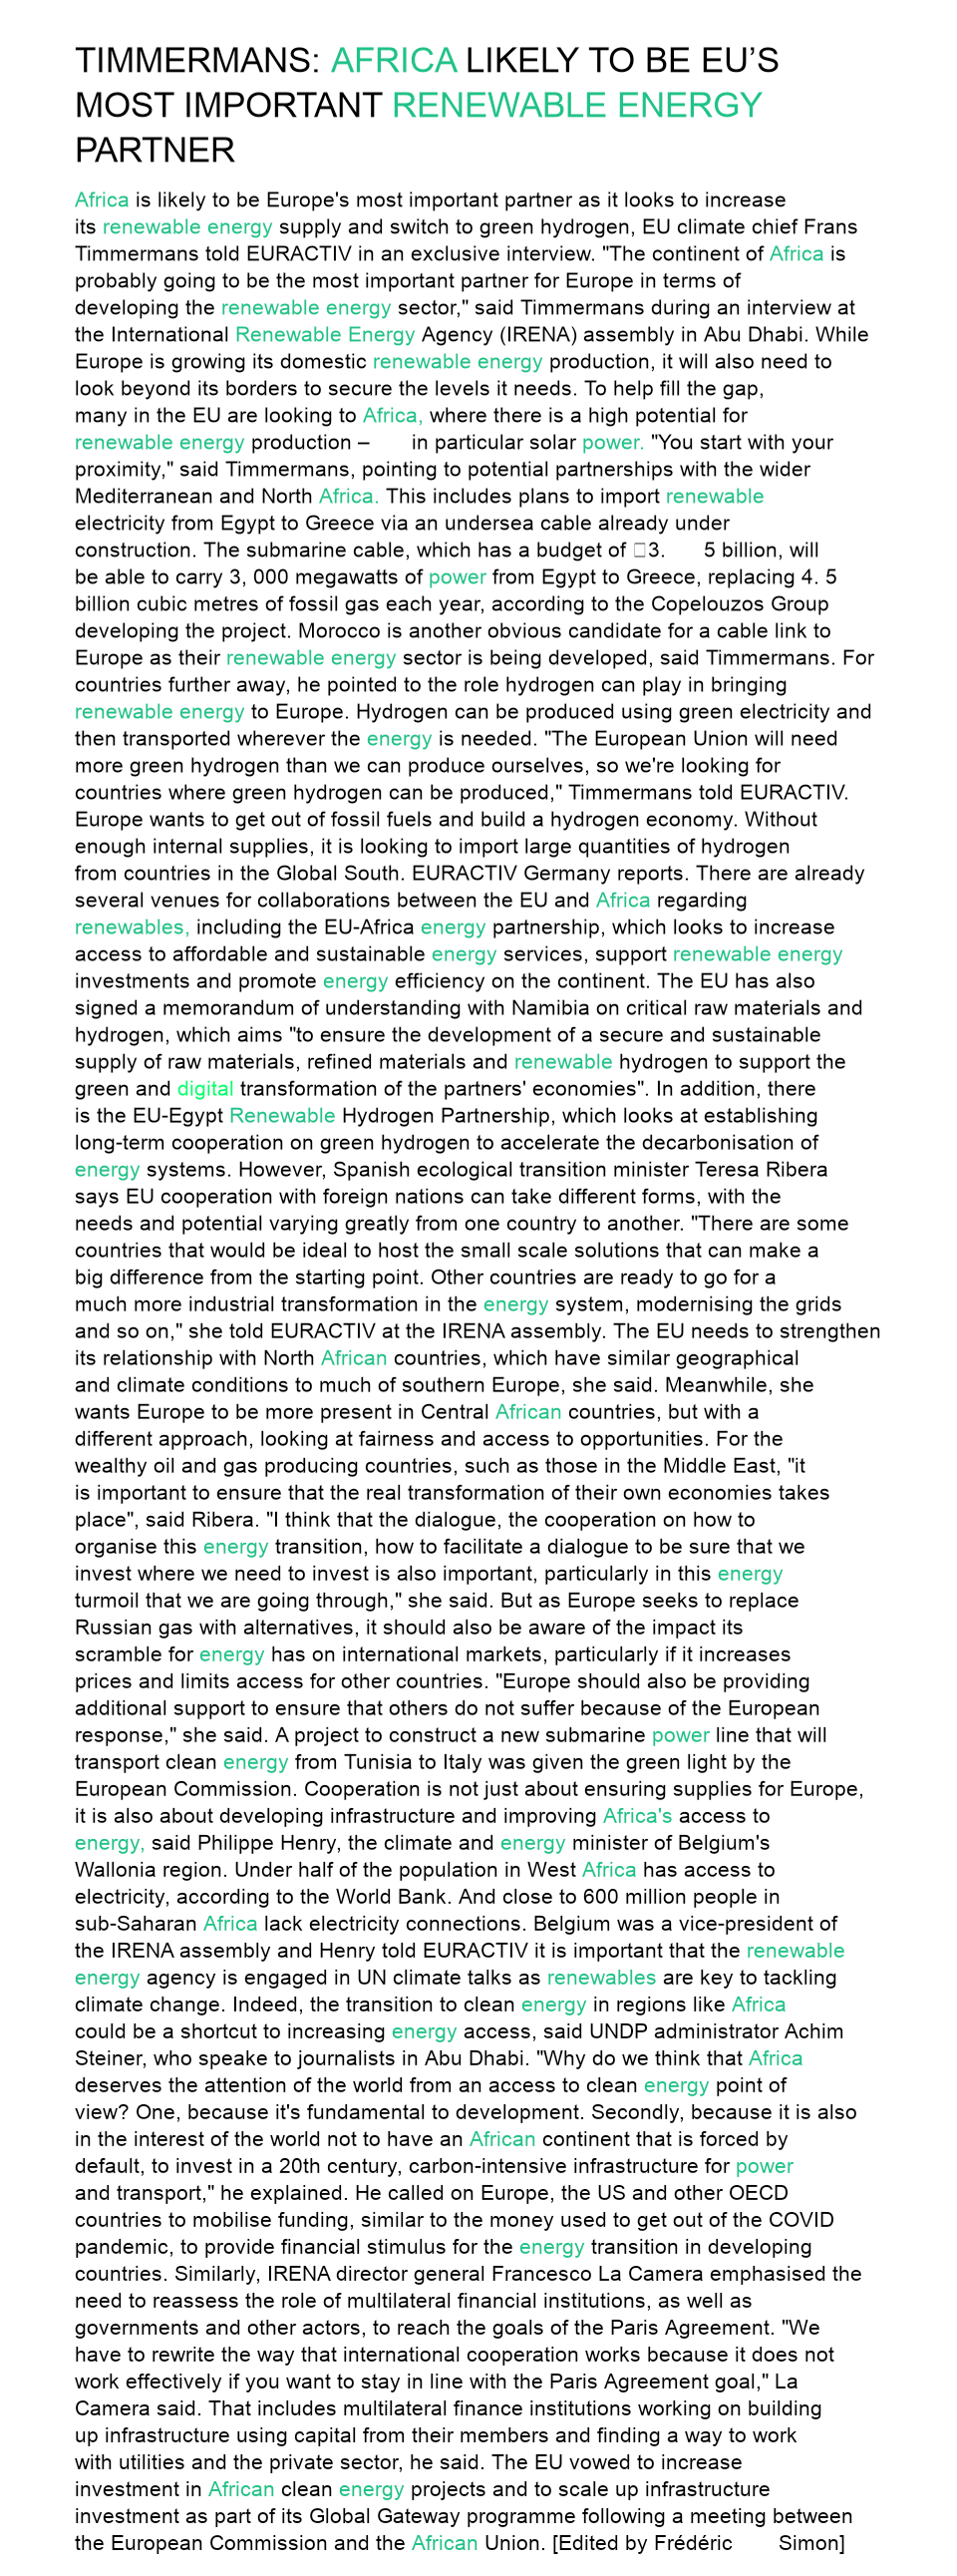 TIMMERMANS: AFRICA LIKELY TO BE EU’S
MOST IMPORTANT RENEWABLE ENERGY
PARTNER
Africa is likely to be Europe's most important partner as it looks to increase
its renewable energy supply and switch to green hydrogen, EU climate chief Frans
Timmermans told EURACTIV in an exclusive interview. "The continent of Africa is
probably going to be the most important partner for Europe in terms of
developing the renewable energy sector," said Timmermans during an interview at
the International Renewable Energy Agency (IRENA) assembly in Abu Dhabi. While
Europe is growing its domestic renewable energy production, it will also need to
look beyond its borders to secure the levels it needs. To help fill the gap,
many in the EU are looking to Africa, where there is a high potential for
renewable energy production – in particular solar power. "You start with your
proximity," said Timmermans, pointing to potential partnerships with the wider
Mediterranean and North Africa. This includes plans to import renewable
electricity from Egypt to Greece via an undersea cable already under
construction. The submarine cable, which has a budget of 3. 5 billion, will
be able to carry 3, 000 megawatts of power from Egypt to Greece, replacing 4. 5
billion cubic metres of fossil gas each year, according to the Copelouzos Group
developing the project. Morocco is another obvious candidate for a cable link to
Europe as their renewable energy sector is being developed, said Timmermans. For
countries further away, he pointed to the role hydrogen can play in bringing
renewable energy to Europe. Hydrogen can be produced using green electricity and
then transported wherever the energy is needed. "The European Union will need
more green hydrogen than we can produce ourselves, so we're looking for
countries where green hydrogen can be produced," Timmermans told EURACTIV.
Europe wants to get out of fossil fuels and build a hydrogen economy. Without
enough internal supplies, it is looking to import large quantities of hydrogen
from countries in the Global South. EURACTIV Germany reports. There are already
several venues for collaborations between the EU and Africa regarding
renewables, including the EU-Africa energy partnership, which looks to increase
access to affordable and sustainable energy services, support renewable energy
investments and promote energy efficiency on the continent. The EU has also
signed a memorandum of understanding with Namibia on critical raw materials and
hydrogen, which aims "to ensure the development of a secure and sustainable
supply of raw materials, refined materials and renewable hydrogen to support the
green and digital transformation of the partners' economies". In addition, there
is the EU-Egypt Renewable Hydrogen Partnership, which looks at establishing
long-term cooperation on green hydrogen to accelerate the decarbonisation of
energy systems. However, Spanish ecological transition minister Teresa Ribera
says EU cooperation with foreign nations can take different forms, with the
needs and potential varying greatly from one country to another. "There are some
countries that would be ideal to host the small scale solutions that can make a
big difference from the starting point. Other countries are ready to go for a
much more industrial transformation in the energy system, modernising the grids
and so on," she told EURACTIV at the IRENA assembly. The EU needs to strengthen
its relationship with North African countries, which have similar geographical
and climate conditions to much of southern Europe, she said. Meanwhile, she
wants Europe to be more present in Central African countries, but with a
different approach, looking at fairness and access to opportunities. For the
wealthy oil and gas producing countries, such as those in the Middle East, "it
is important to ensure that the real transformation of their own economies takes
place", said Ribera. "I think that the dialogue, the cooperation on how to
organise this energy transition, how to facilitate a dialogue to be sure that we
invest where we need to invest is also important, particularly in this energy
turmoil that we are going through," she said. But as Europe seeks to replace
Russian gas with alternatives, it should also be aware of the impact its
scramble for energy has on international markets, particularly if it increases
prices and limits access for other countries. "Europe should also be providing
additional support to ensure that others do not suffer because of the European
response," she said. A project to construct a new submarine power line that will
transport clean energy from Tunisia to Italy was given the green light by the
European Commission. Cooperation is not just about ensuring supplies for Europe,
it is also about developing infrastructure and improving Africa's access to
energy, said Philippe Henry, the climate and energy minister of Belgium's
Wallonia region. Under half of the population in West Africa has access to
electricity, according to the World Bank. And close to 600 million people in
sub-Saharan Africa lack electricity connections. Belgium was a vice-president of
the IRENA assembly and Henry told EURACTIV it is important that the renewable
energy agency is engaged in UN climate talks as renewables are key to tackling
climate change. Indeed, the transition to clean energy in regions like Africa
could be a shortcut to increasing energy access, said UNDP administrator Achim
Steiner, who speake to journalists in Abu Dhabi. "Why do we think that Africa
deserves the attention of the world from an access to clean energy point of
view? One, because it's fundamental to development. Secondly, because it is also
in the interest of the world not to have an African continent that is forced by
default, to invest in a 20th century, carbon-intensive infrastructure for power
and transport," he explained. He called on Europe, the US and other OECD
countries to mobilise funding, similar to the money used to get out of the COVID
pandemic, to provide financial stimulus for the energy transition in developing
countries. Similarly, IRENA director general Francesco La Camera emphasised the
need to reassess the role of multilateral financial institutions, as well as
governments and other actors, to reach the goals of the Paris Agreement. "We
have to rewrite the way that international cooperation works because it does not
work effectively if you want to stay in line with the Paris Agreement goal," La
Camera said. That includes multilateral finance institutions working on building
up infrastructure using capital from their members and finding a way to work
with utilities and the private sector, he said. The EU vowed to increase
investment in African clean energy projects and to scale up infrastructure
investment as part of its Global Gateway programme following a meeting between
the European Commission and the African Union. [Edited by Frédéric Simon]